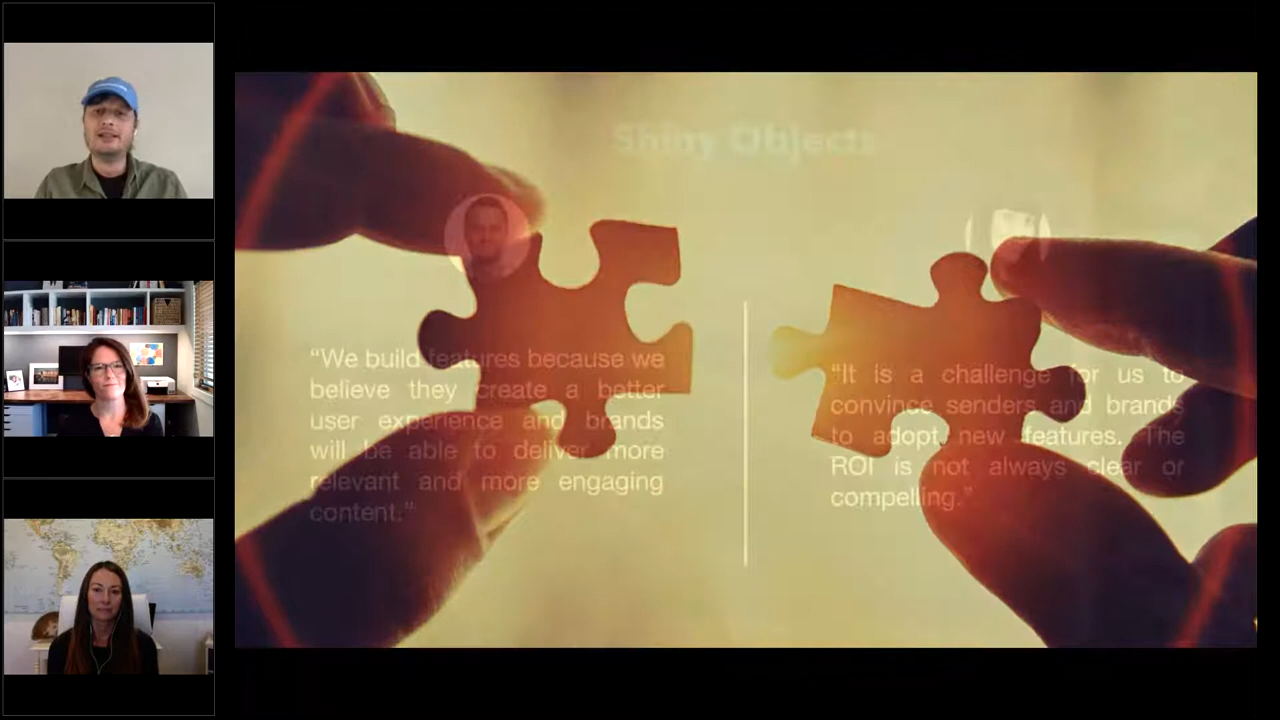 Shiny Objects
“We build features because we
believe they create a better
user experience and brands
will be able to deliver more
relevant and more engaging
content.”
“It is a challenge for us to
convince senders and brands
to adopt new features. The
ROI is not always clear or
compelling.”